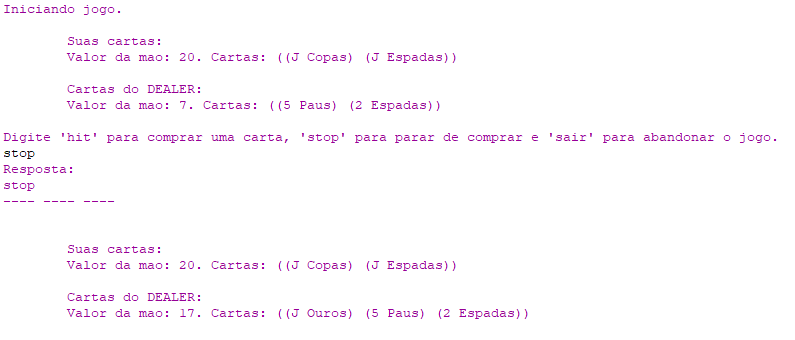 Iniciando jogo.
Suas cartas:
Valor da mao: 20. Cartas: ((J Copas) (J Espadas))
Cartas do DEALER:
Valor da mao: 7. Cartas: ((5 Paus) (2 Espadas))
Digite 'hit' para comprar uma carta, 'stop' para parar de comprar e 'sair' para abandonar o jogo.
stop
Resposta:
stop
---- ---- ----
Suas cartas:
Valor da mao: 20. Cartas: ((J Copas) (J Espadas))
Cartas do DEALER:
Valor da mao: 17. Cartas: ((J Ouros) (5 Paus) (2 Espadas))